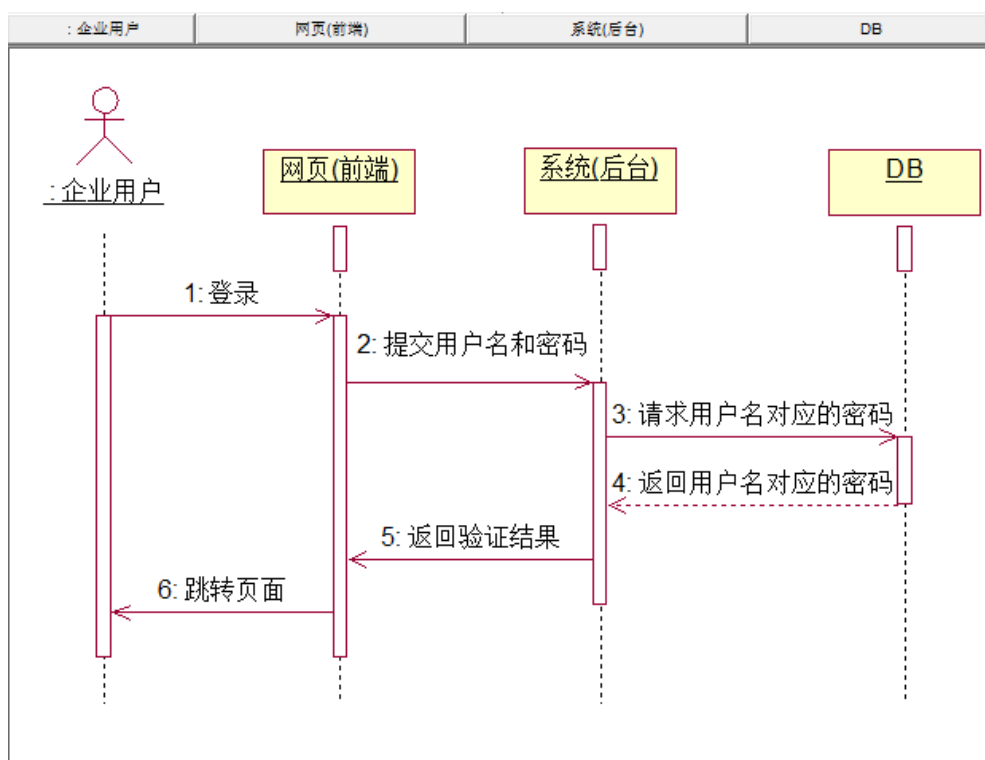 : 企业用户
网页(前端)
系统(后台)
DB
: 企业用户
网页(前端)
系统(后台)
DB
1: 登录
2: 提交用户名和密码
3: 请求用户名对应的密码
4: 返回用户名对应的密码
5: 返回验证结果
6: 跳转页面